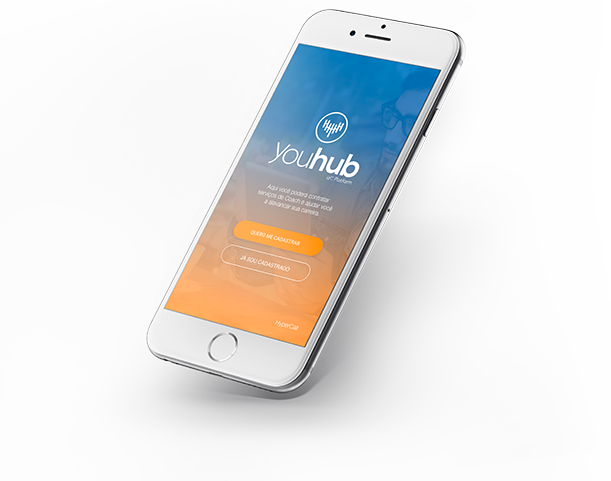 youhub
Aqui você poderá contratar
serviços de Coach e ajudar você
a alavancar sua carreira.
QUERO ME CADASTRAR
JÁ SOU CADASTRADO
HyperCall